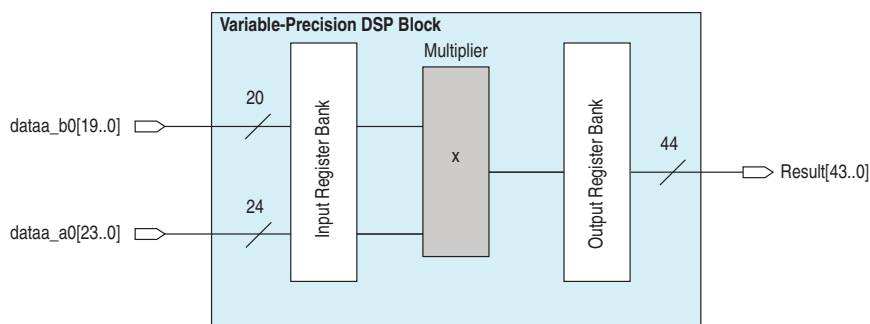 Variable-Precision DSP Block
Multiplier
20
dataa_b0[19..0]
Input Register Bank
x
Output Register Bank
44
Result[43..0]
24
dataa_a0[23..0]